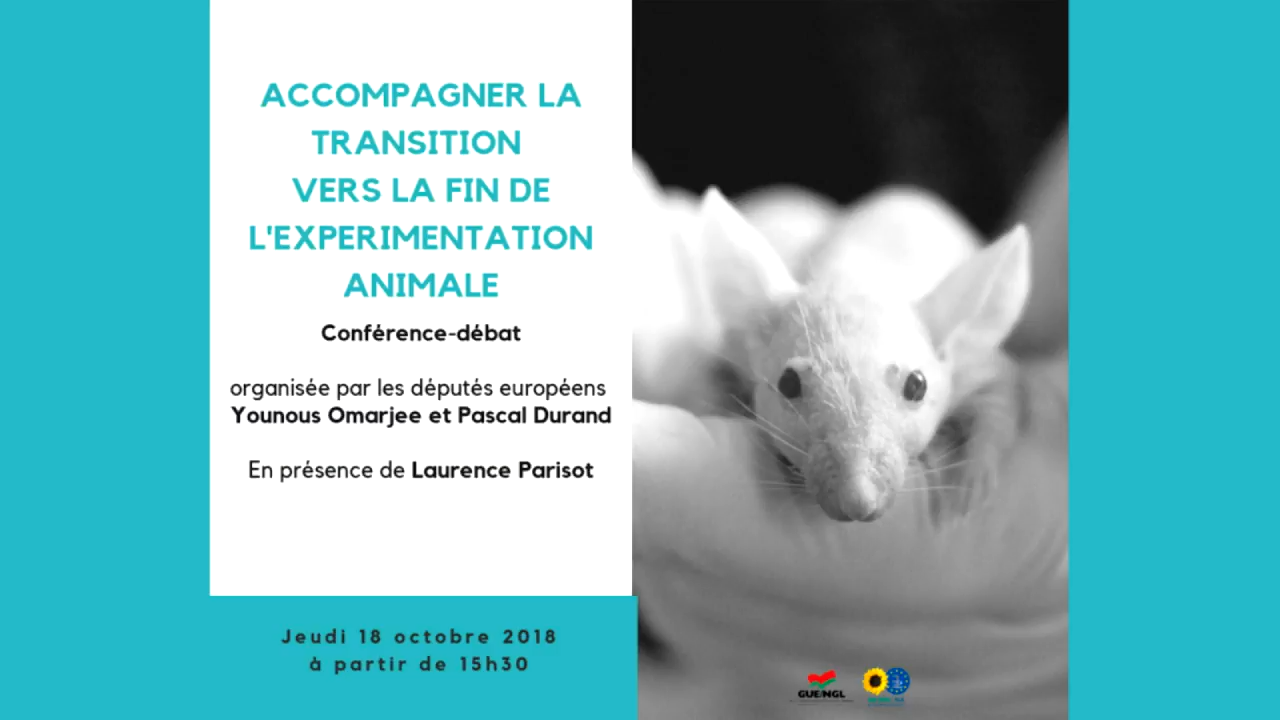 ACCOMPAGNER LA
TRANSITION
VERS LA FIN DE
L'EXPERIMENTATION
ANIMALE
Conférence-débat
organisée par les députés européens
Younous Omarjee et Pascal Durand
En présence de Laurence Parisot
Jeudi 18 octobre 2018
à partir de 15h30
GUE/NGL